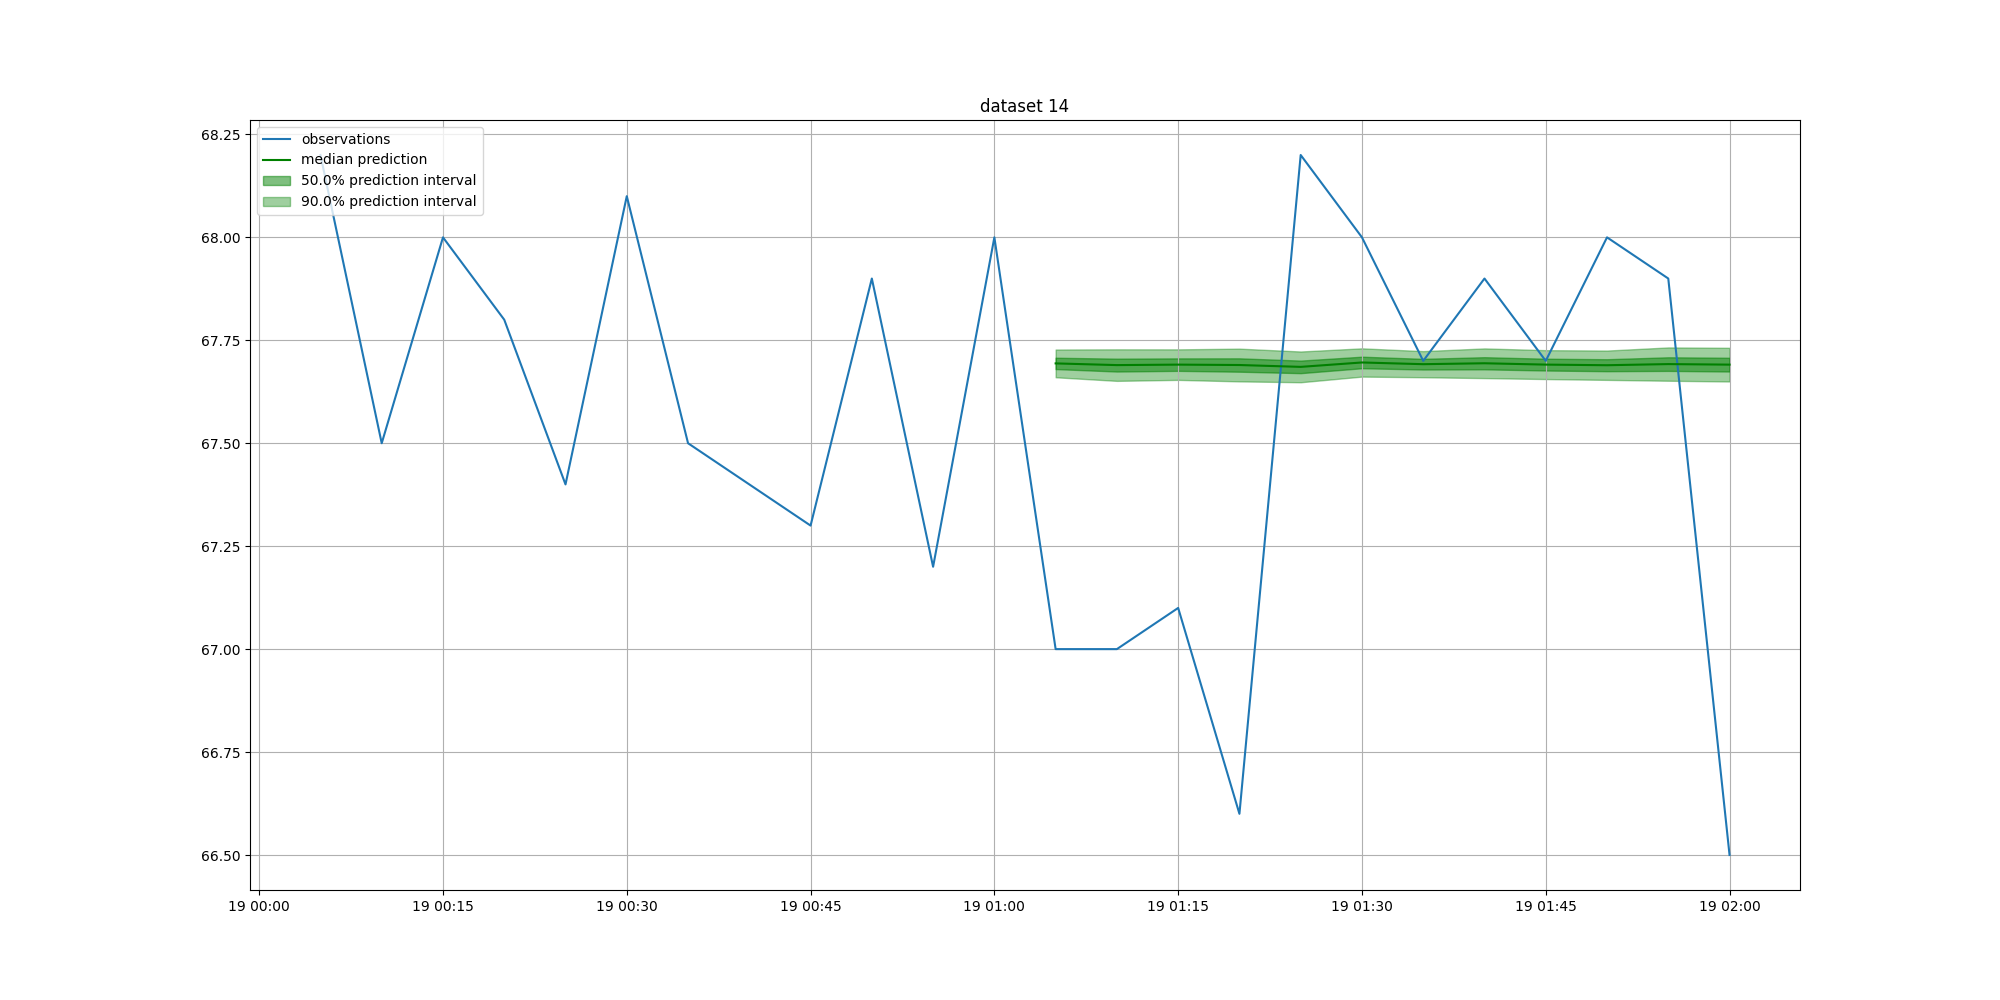 dataset 14
observations
median prediction
50.0% prediction interval
90.0% prediction interval
68.25
68.00
67.75
67.50
67.25
67.00
66.75
66.50
19 00:00 19 00:15 19 00:30 19 00:45 19 01:00 19 01:15 19 01:30 19 01:45 19 02:00